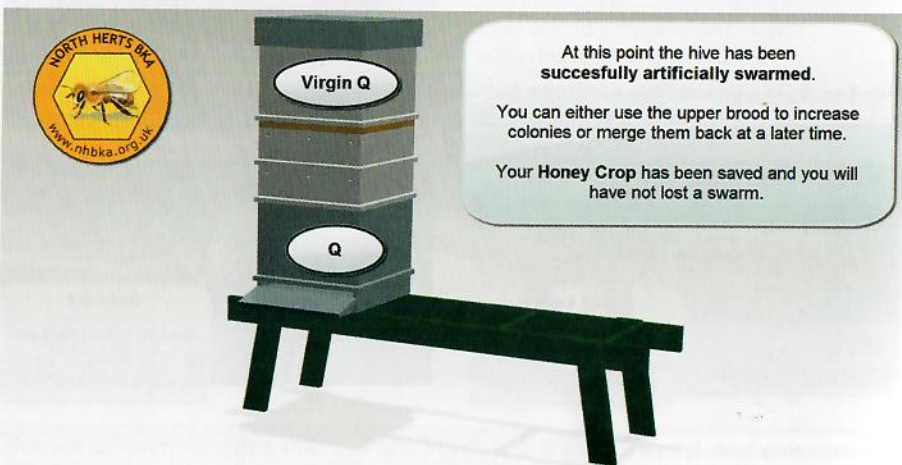 NORTH HERTS BKA
www.nhbka.org.uk
Virgin Q
Q
At this point the hive has been
succesfully artificially swarmed.
You can either use the upper brood to increase
colonies or merge them back at a later time.
Your Honey Crop has been saved and you will
have not lost a swarm.